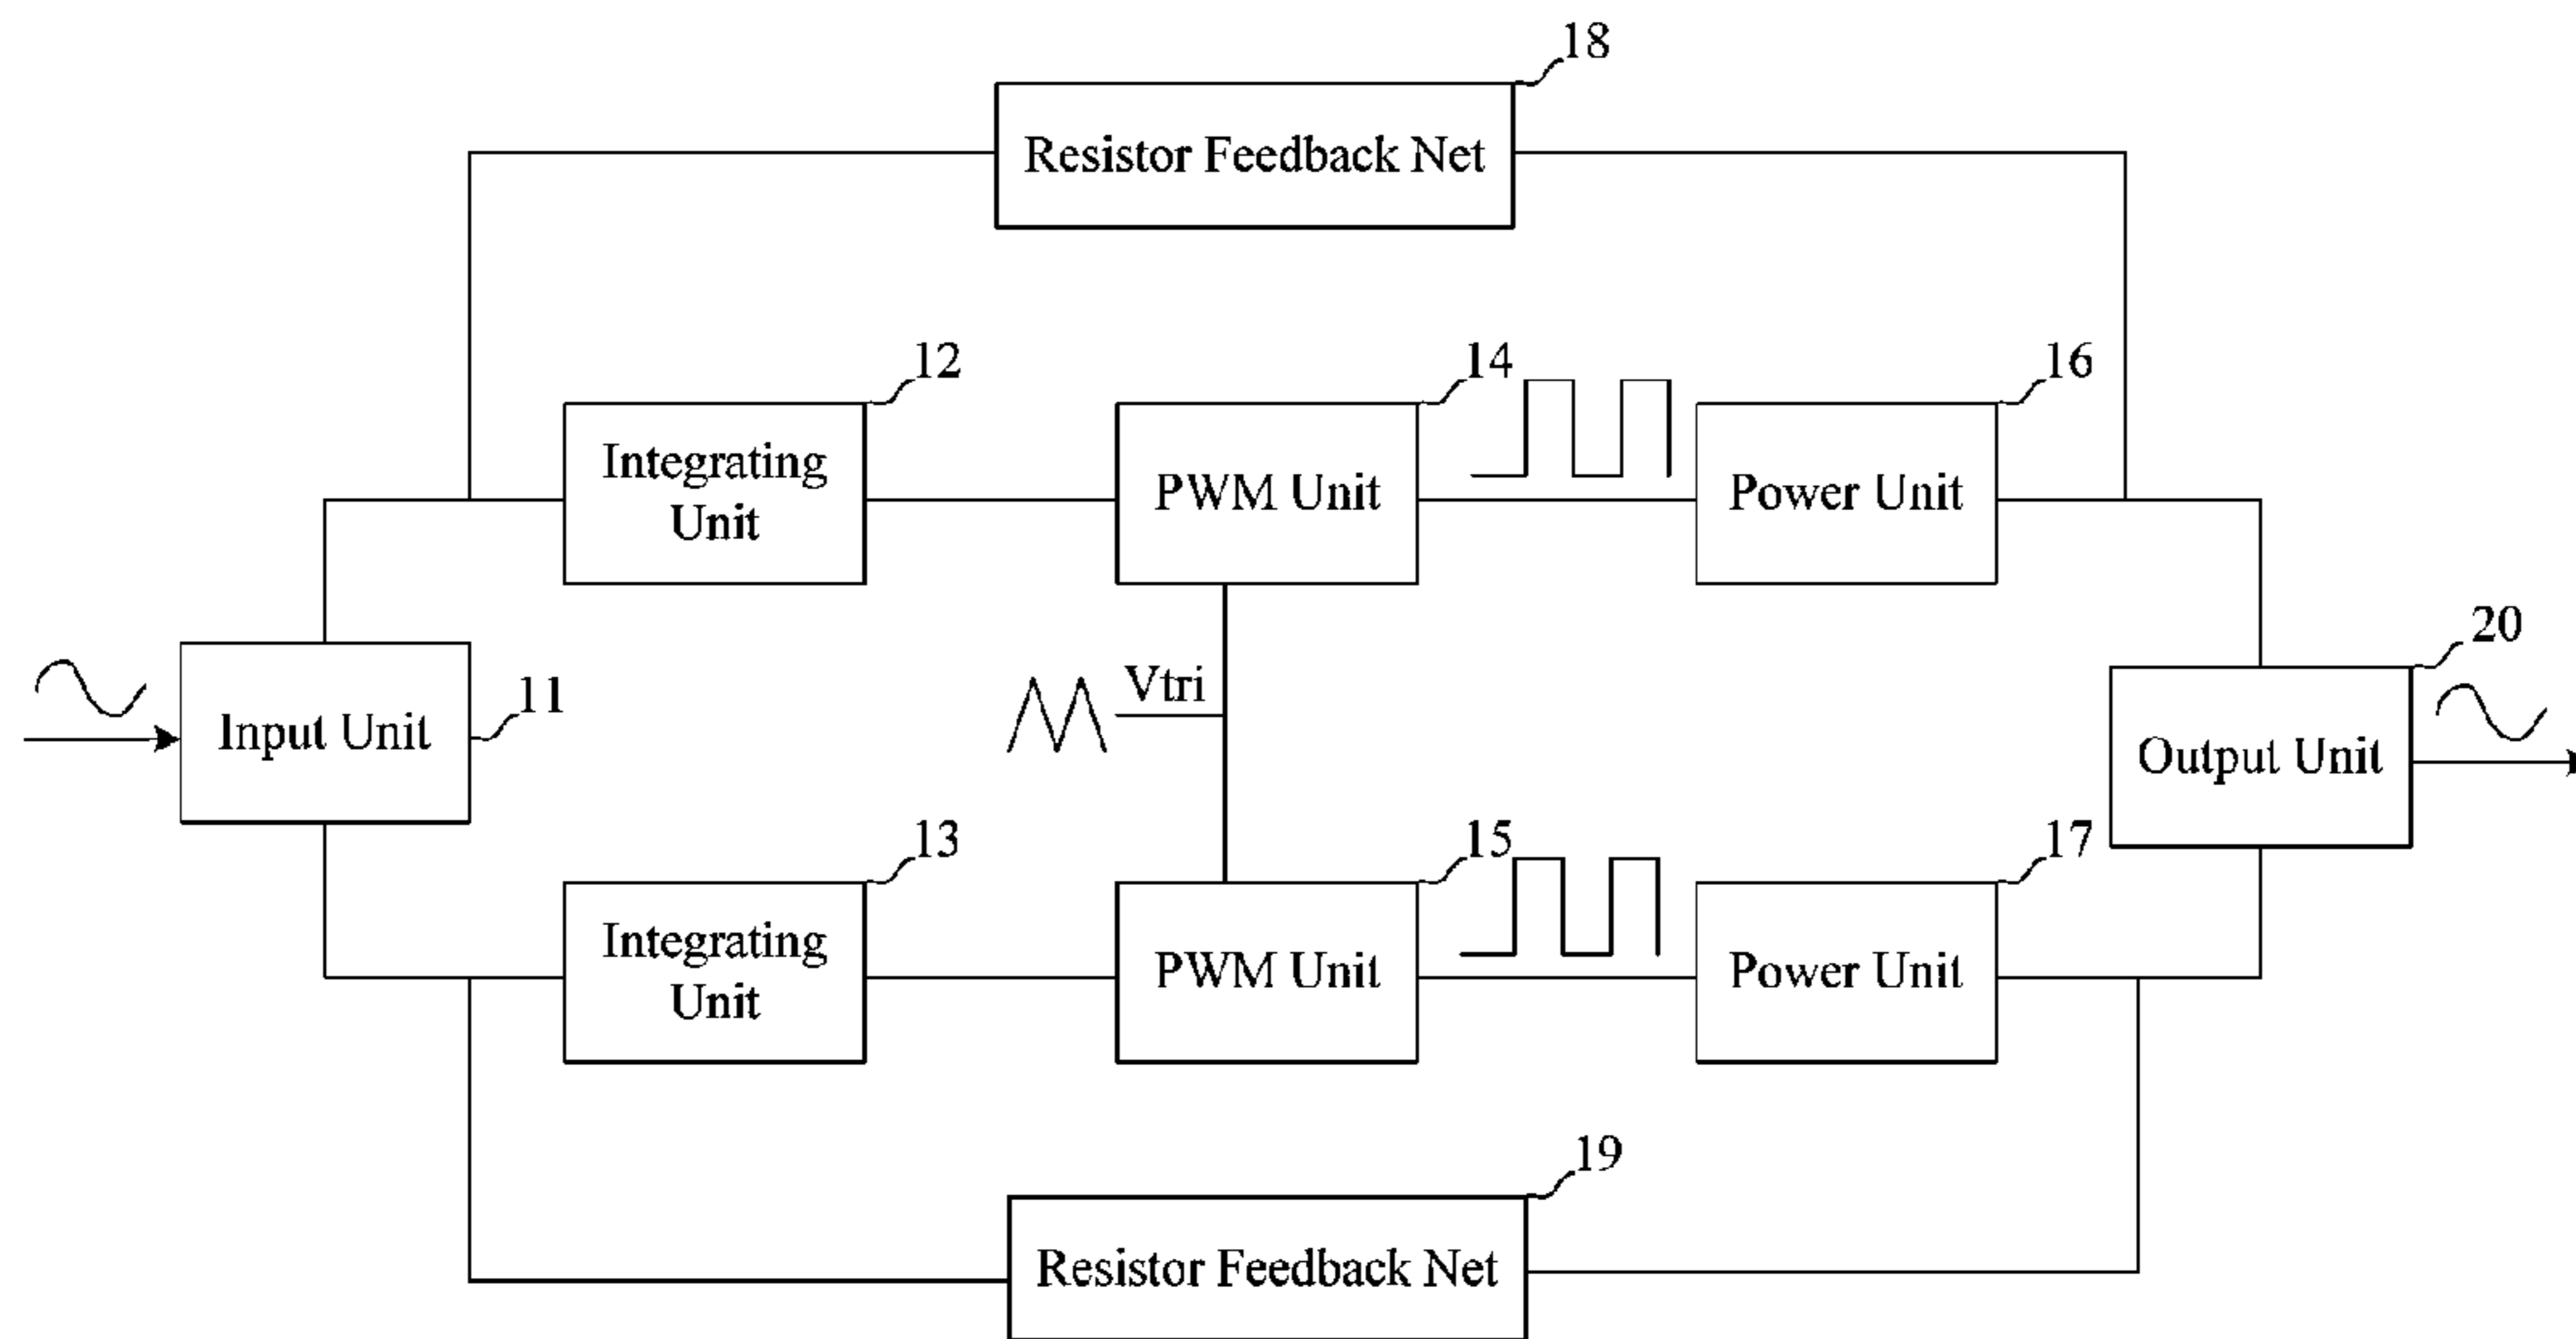 18
Resistor Feedback Net
12
14
16
Integrating
Unit
PWM Unit
Power Unit
20
Vtri
11
Input Unit
Output Unit
13
15
17
Integrating
Unit
PWM Unit
Power Unit
19
Resistor Feedback Net